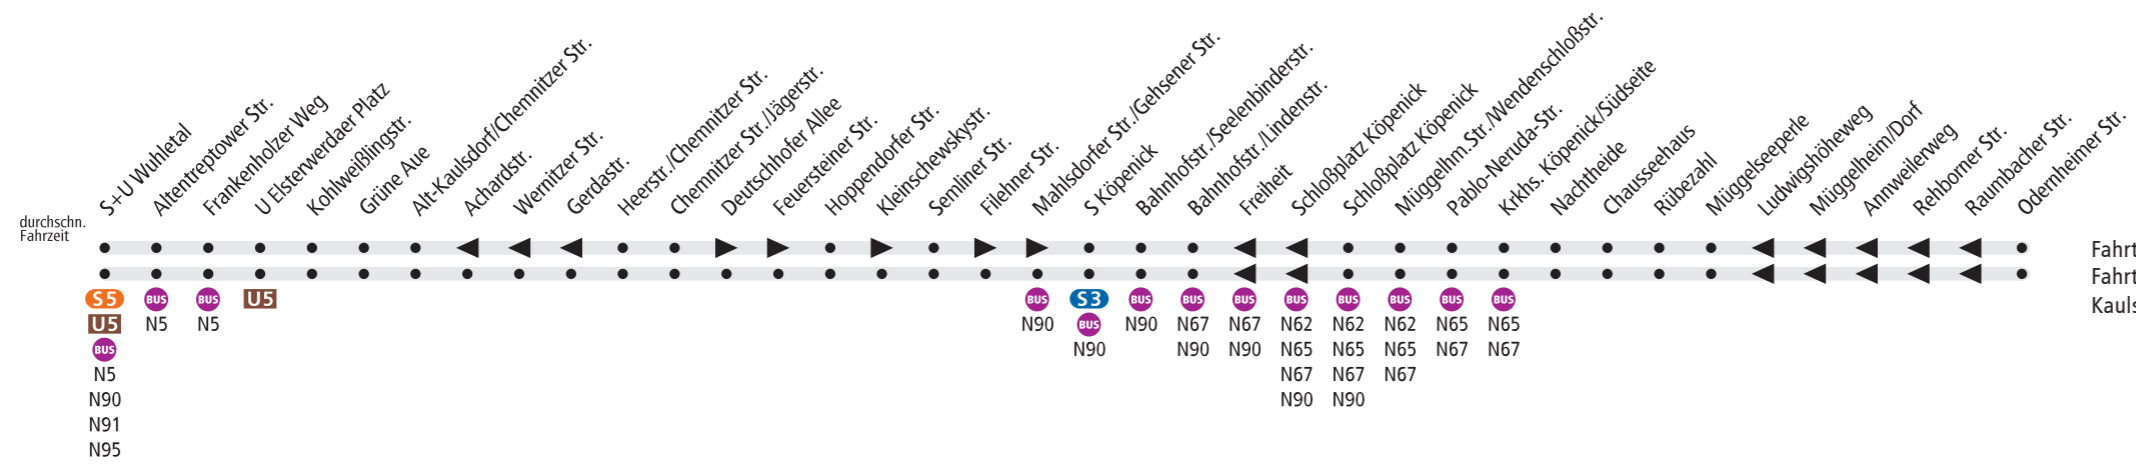 S+U Wuhletal
Altentreptower Str.
Frankenholzer Weg
U Elsterwerdaer Platz
Kohlweißlingstr.
Grüne Aue
Alt-Kaulsdorf/Chemnitzer Str.
Achardstr.
Wernitzer Str.
Gerdastr.
Heerstr./Chemnitzer Str.
Chemnitzer Str./Jägerstr.
Deutschhofer Allee
Feuersteiner Str.
Hoppendorfer Str.
Kleinschewskystr.
Semliner Str.
Filehner Str.
Mahlsdorfer Str./Gehsener Str.
S Köpenick
Bahnhofstr./Seelenbinderstr.
Bahnhofstr./Lindenstr.
Freiheit
Schloßplatz Köpenick
Schloßplatz Köpenick
Müggelhm.Str./Wendenschloßstr.
Pablo-Neruda-Str.
Krkhs. Köpenick/Südseite
Nachtheide
Chausseehaus
Rübezahl
Müggelseeperle
Ludwigshöheweg
Müggelheim/Dorf
Annweilerweg
Rehborner Str.
Raumbacher Str.
Odernheimer Str.
durchschn.
Fahrzeit
Fahrt
Fahrt
Kauls
S5 BUS BUS U5 BUS S3 BUS BUS BUS BUS BUS BUS BUS BUS
U5 N5 N5 N90 BUS N90 N67 N67 N62 N62 N62 N65 N65
BUS N90 N90 N90 N65 N65 N65 N67 N67
N5 N67 N67 N67
N90 N90 N90
N91
N95